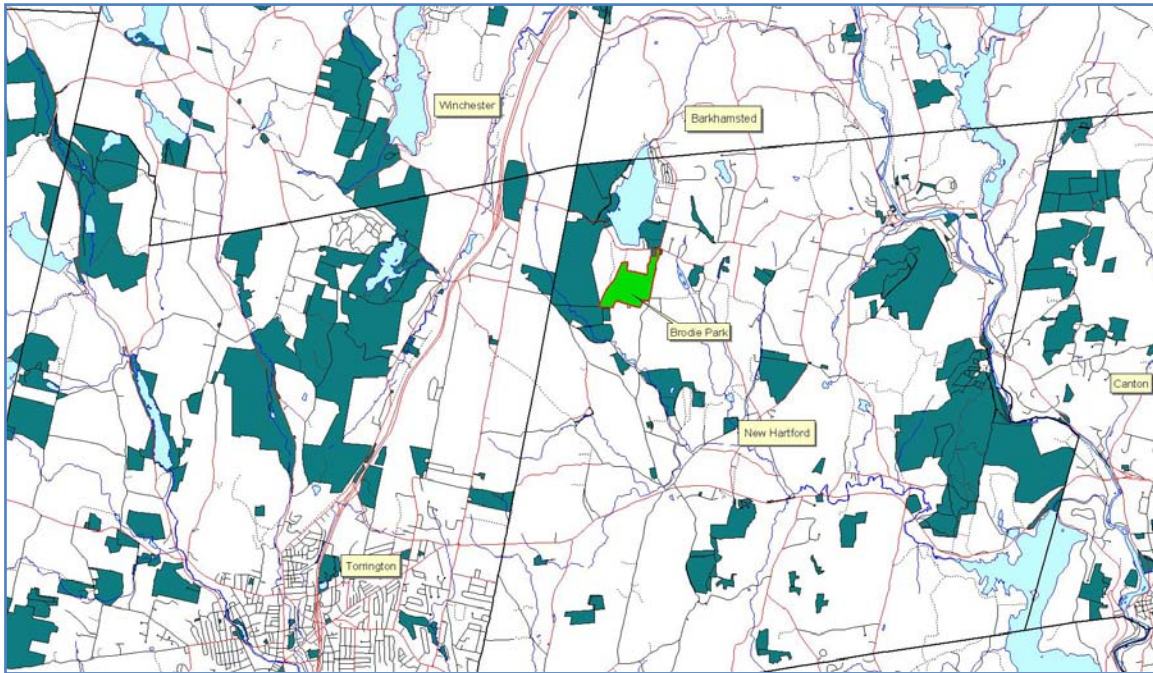 Winchester
Barkhamsted
Brodie Park
Canton
New Hartford
Torrington